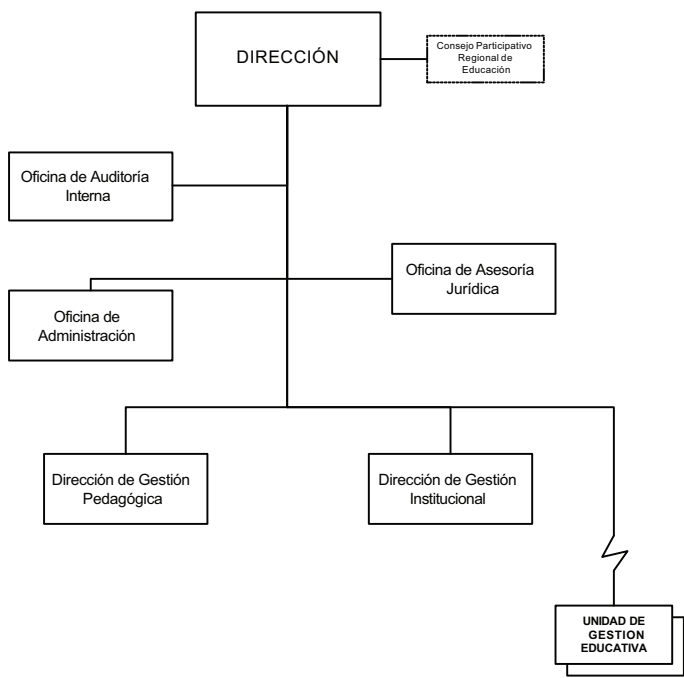 DIRECCIÓN
Consejo Participativo
Regional de
Educación
Oficina de Auditoría
Interna
Oficina de Asesoría
Jurídica
Oficina de
Administración
Dirección de Gestión
Pedagógica
Dirección de Gestión
Institucional
UNIDAD DE
GESTION
EDUCATIVA